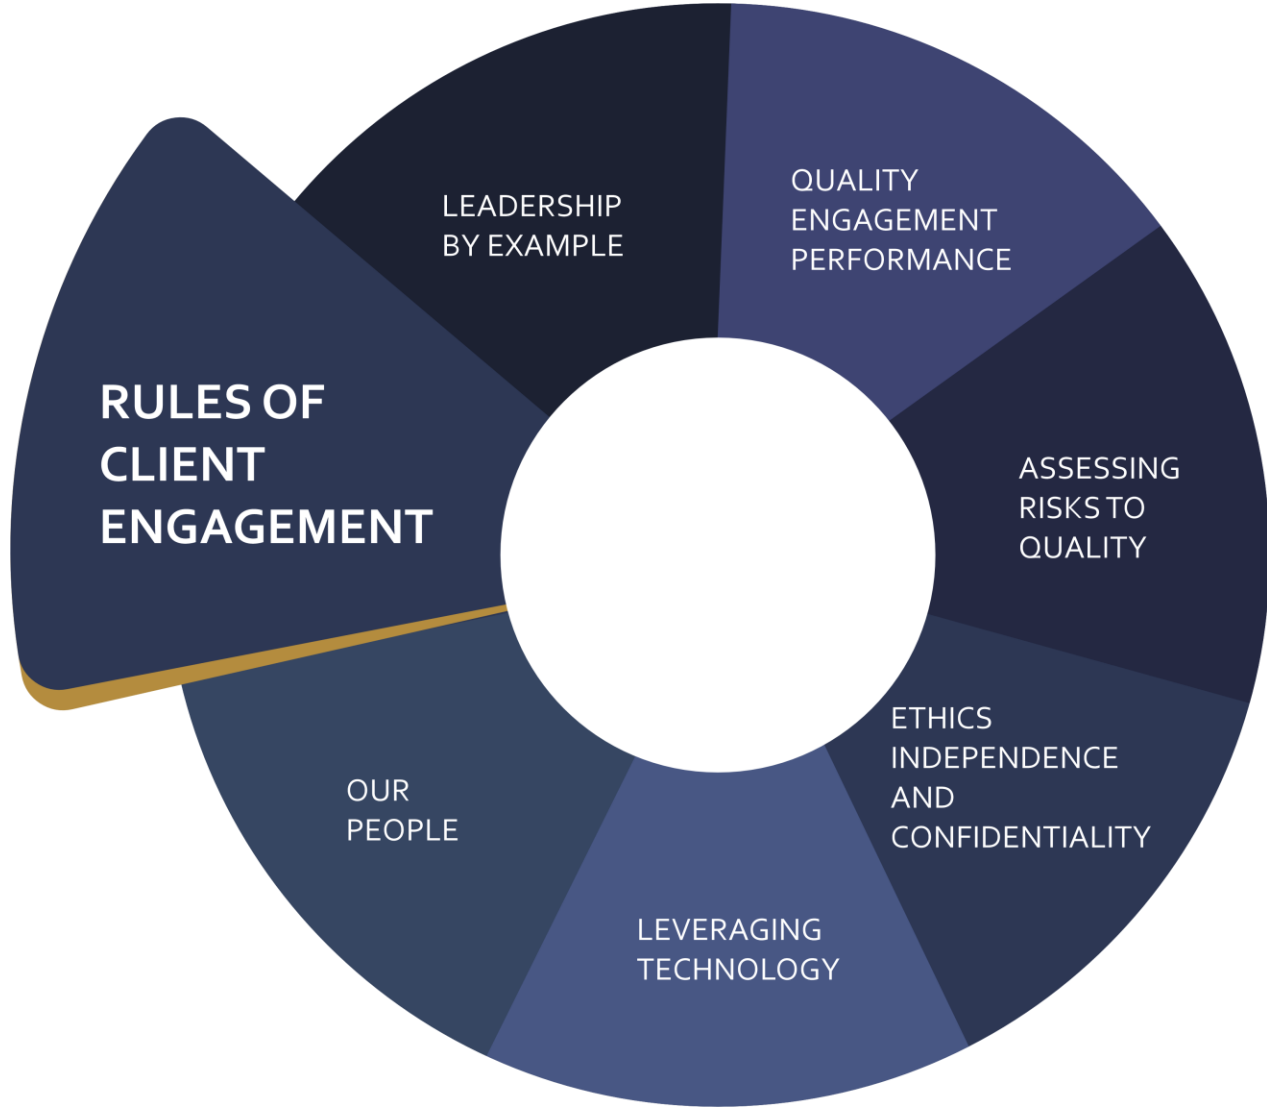 LEADERSHIP
BY EXAMPLE
QUALITY
ENGAGEMENT
PERFORMANCE
RULES OF
CLIENT
ENGAGEMENT
ASSESSING
RISKS TO
QUALITY
ETHICS
INDEPENDENCE
AND
CONFIDENTIALITY
OUR
PEOPLE
LEVERAGING
TECHNOLOGY